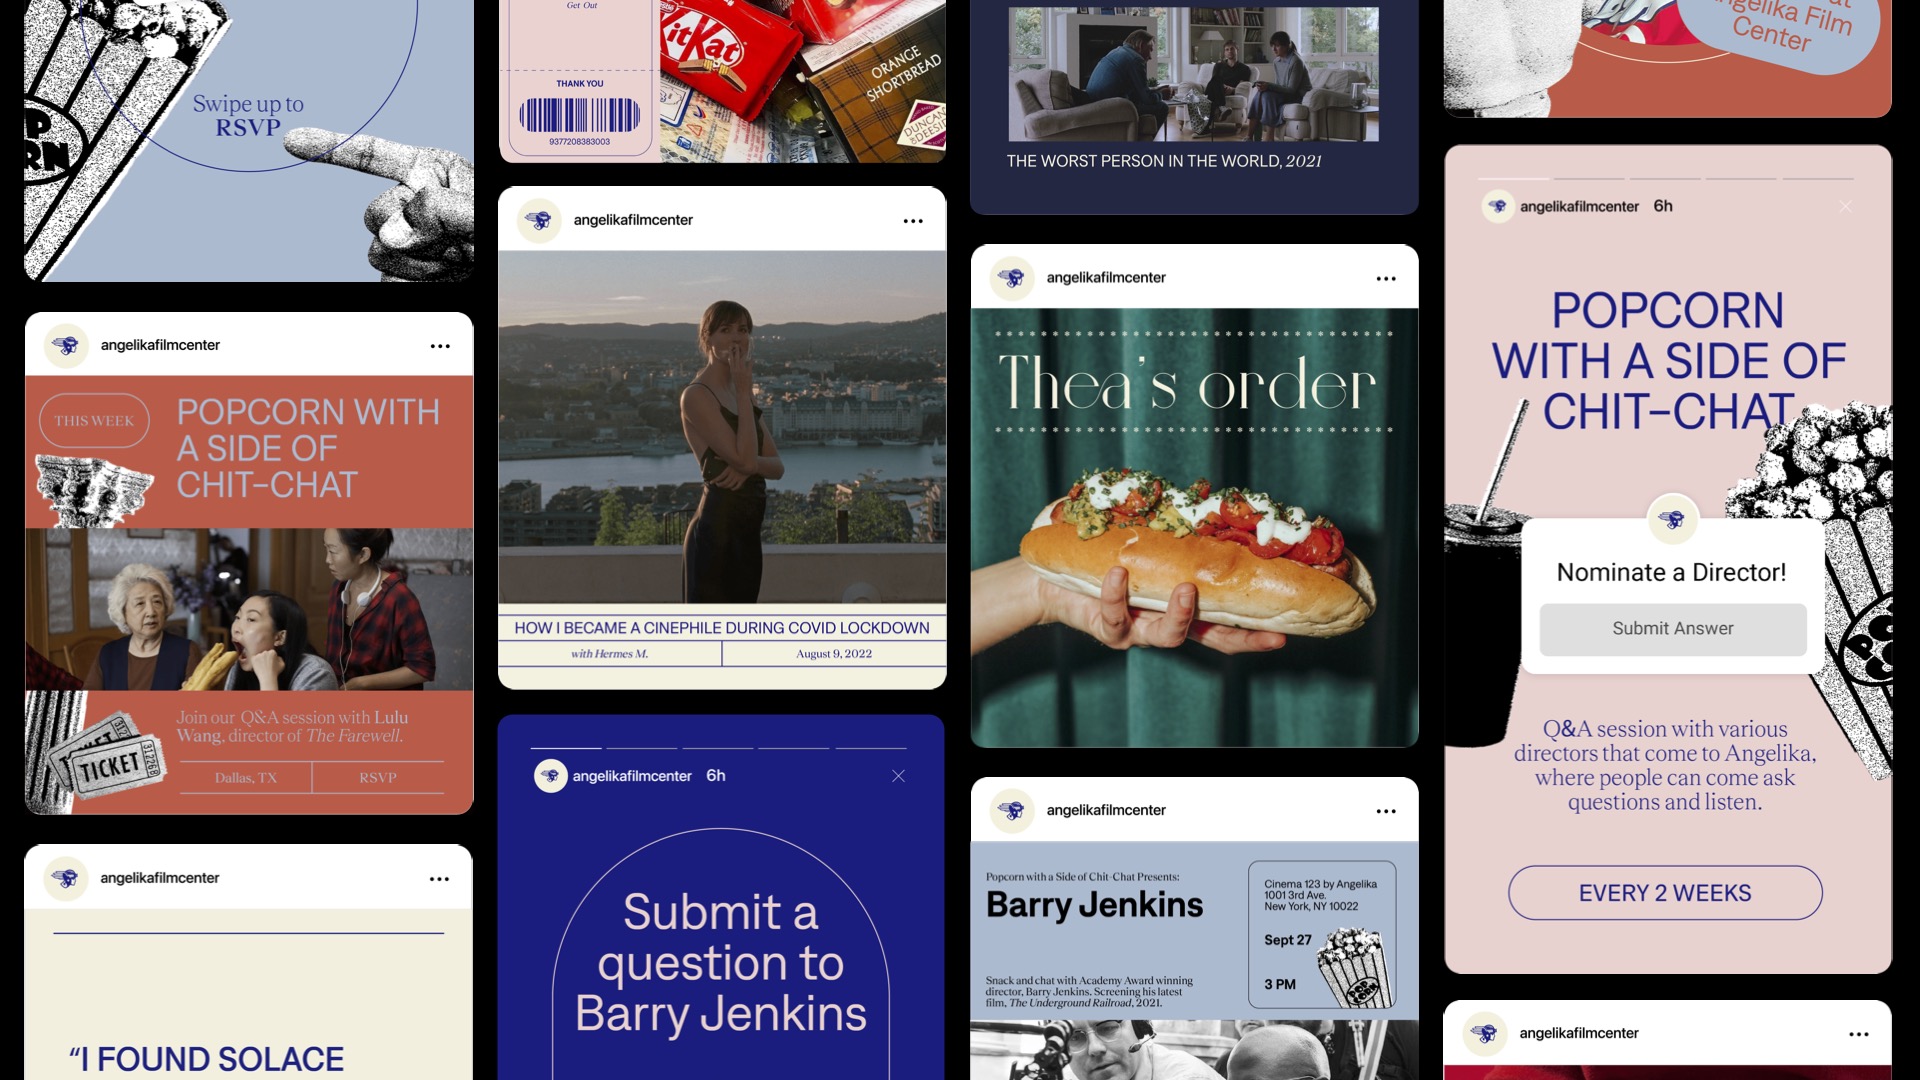 Swipe up to
RSVP
P
RN
angelikafilmcenter
THIS WEEK
POPCORN WITH
A SIDE OF
CHIT-CHAT
Join our Q&A session with Lulu
Wang, director of The Farewell.
TICKET
312268
Dallas, TX
RSVP
angelikafilmcenter
“I FOUND SOLACE
Get Out
THANK YOU
9377208383003
KitKat
ORANGE
SHORTBREAD
DUNCAN
DEESIDE
angelikafilmcenter
HOW I BECAME A CINEPHILE DURING COVID LOCKDOWN
with Hermes M.
August 9, 2022
angelikafilmcenter 6h
Submit a
question to
Barry Jenkins
THE WORST PERSON IN THE WORLD, 2021
angelikafilmcenter
Thea's order
angelikafilmcenter
Popcorn with a Side of Chit-Chat Presents:
Barry Jenkins
Snack and chat with Academy Award winning
director, Barry Jenkins. Screening his latest
film, The Underground Railroad, 2021.
Cinema 123 by Angelika
1001 3rd Ave.
New York, NY 10022
Sept 27
3 PM
POP
CORN
at
Angelika Film
Center
angelikafilmcenter 6h
POPCORN
WITH A SIDE OF
CHIT-CHAT
Nominate a Director!
Submit Answer
Q&A session with various
directors that come to Angelika,
where people can come ask
questions and listen.
EVERY 2 WEEKS
angelikafilmcenter